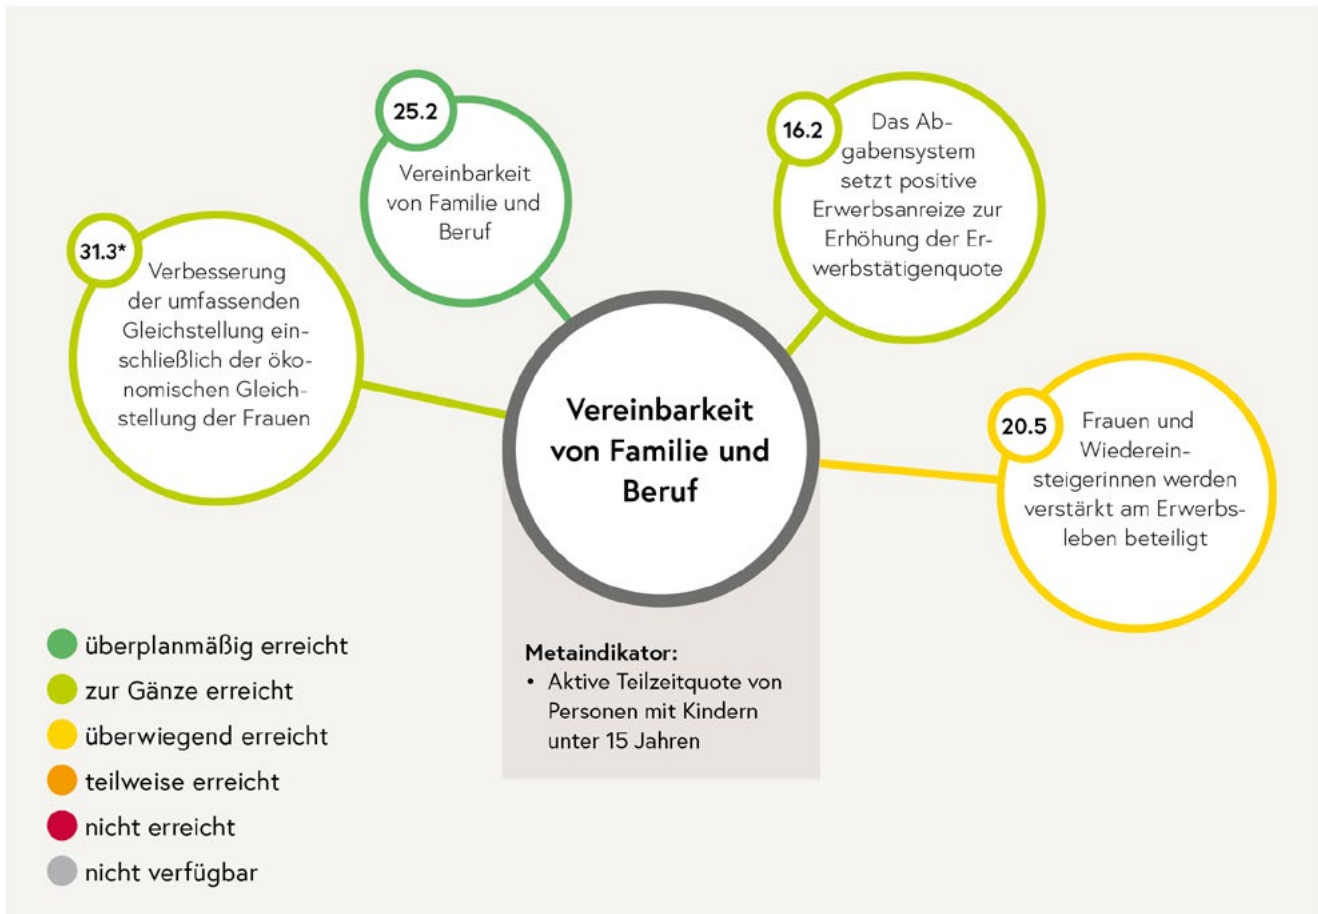 25.2
Vereinbarkeit
von Familie und
Beruf
16.2
Das Ab-
gabensystem
setzt positive
Erwerbsanreize zur
Erhöhung der Er-
werbstätigenquote
31.3*
Verbesserung
der umfassenden
Gleichstellung ein-
schließlich der öko-
nomischen Gleich-
stellung der Frauen
Vereinbarkeit
von Familie und
Beruf
20.5
Frauen und
Wiederein-
steigerinnen werden
verstärkt am Erwerbs-
leben beteiligt
Metaindikator:
• Aktive Teilzeitquote von
Personen mit Kindern
unter 15 Jahren
überplanmäßig erreicht
zur Gänze erreicht
überwiegend erreicht
teilweise erreicht
nicht erreicht
nicht verfügbar